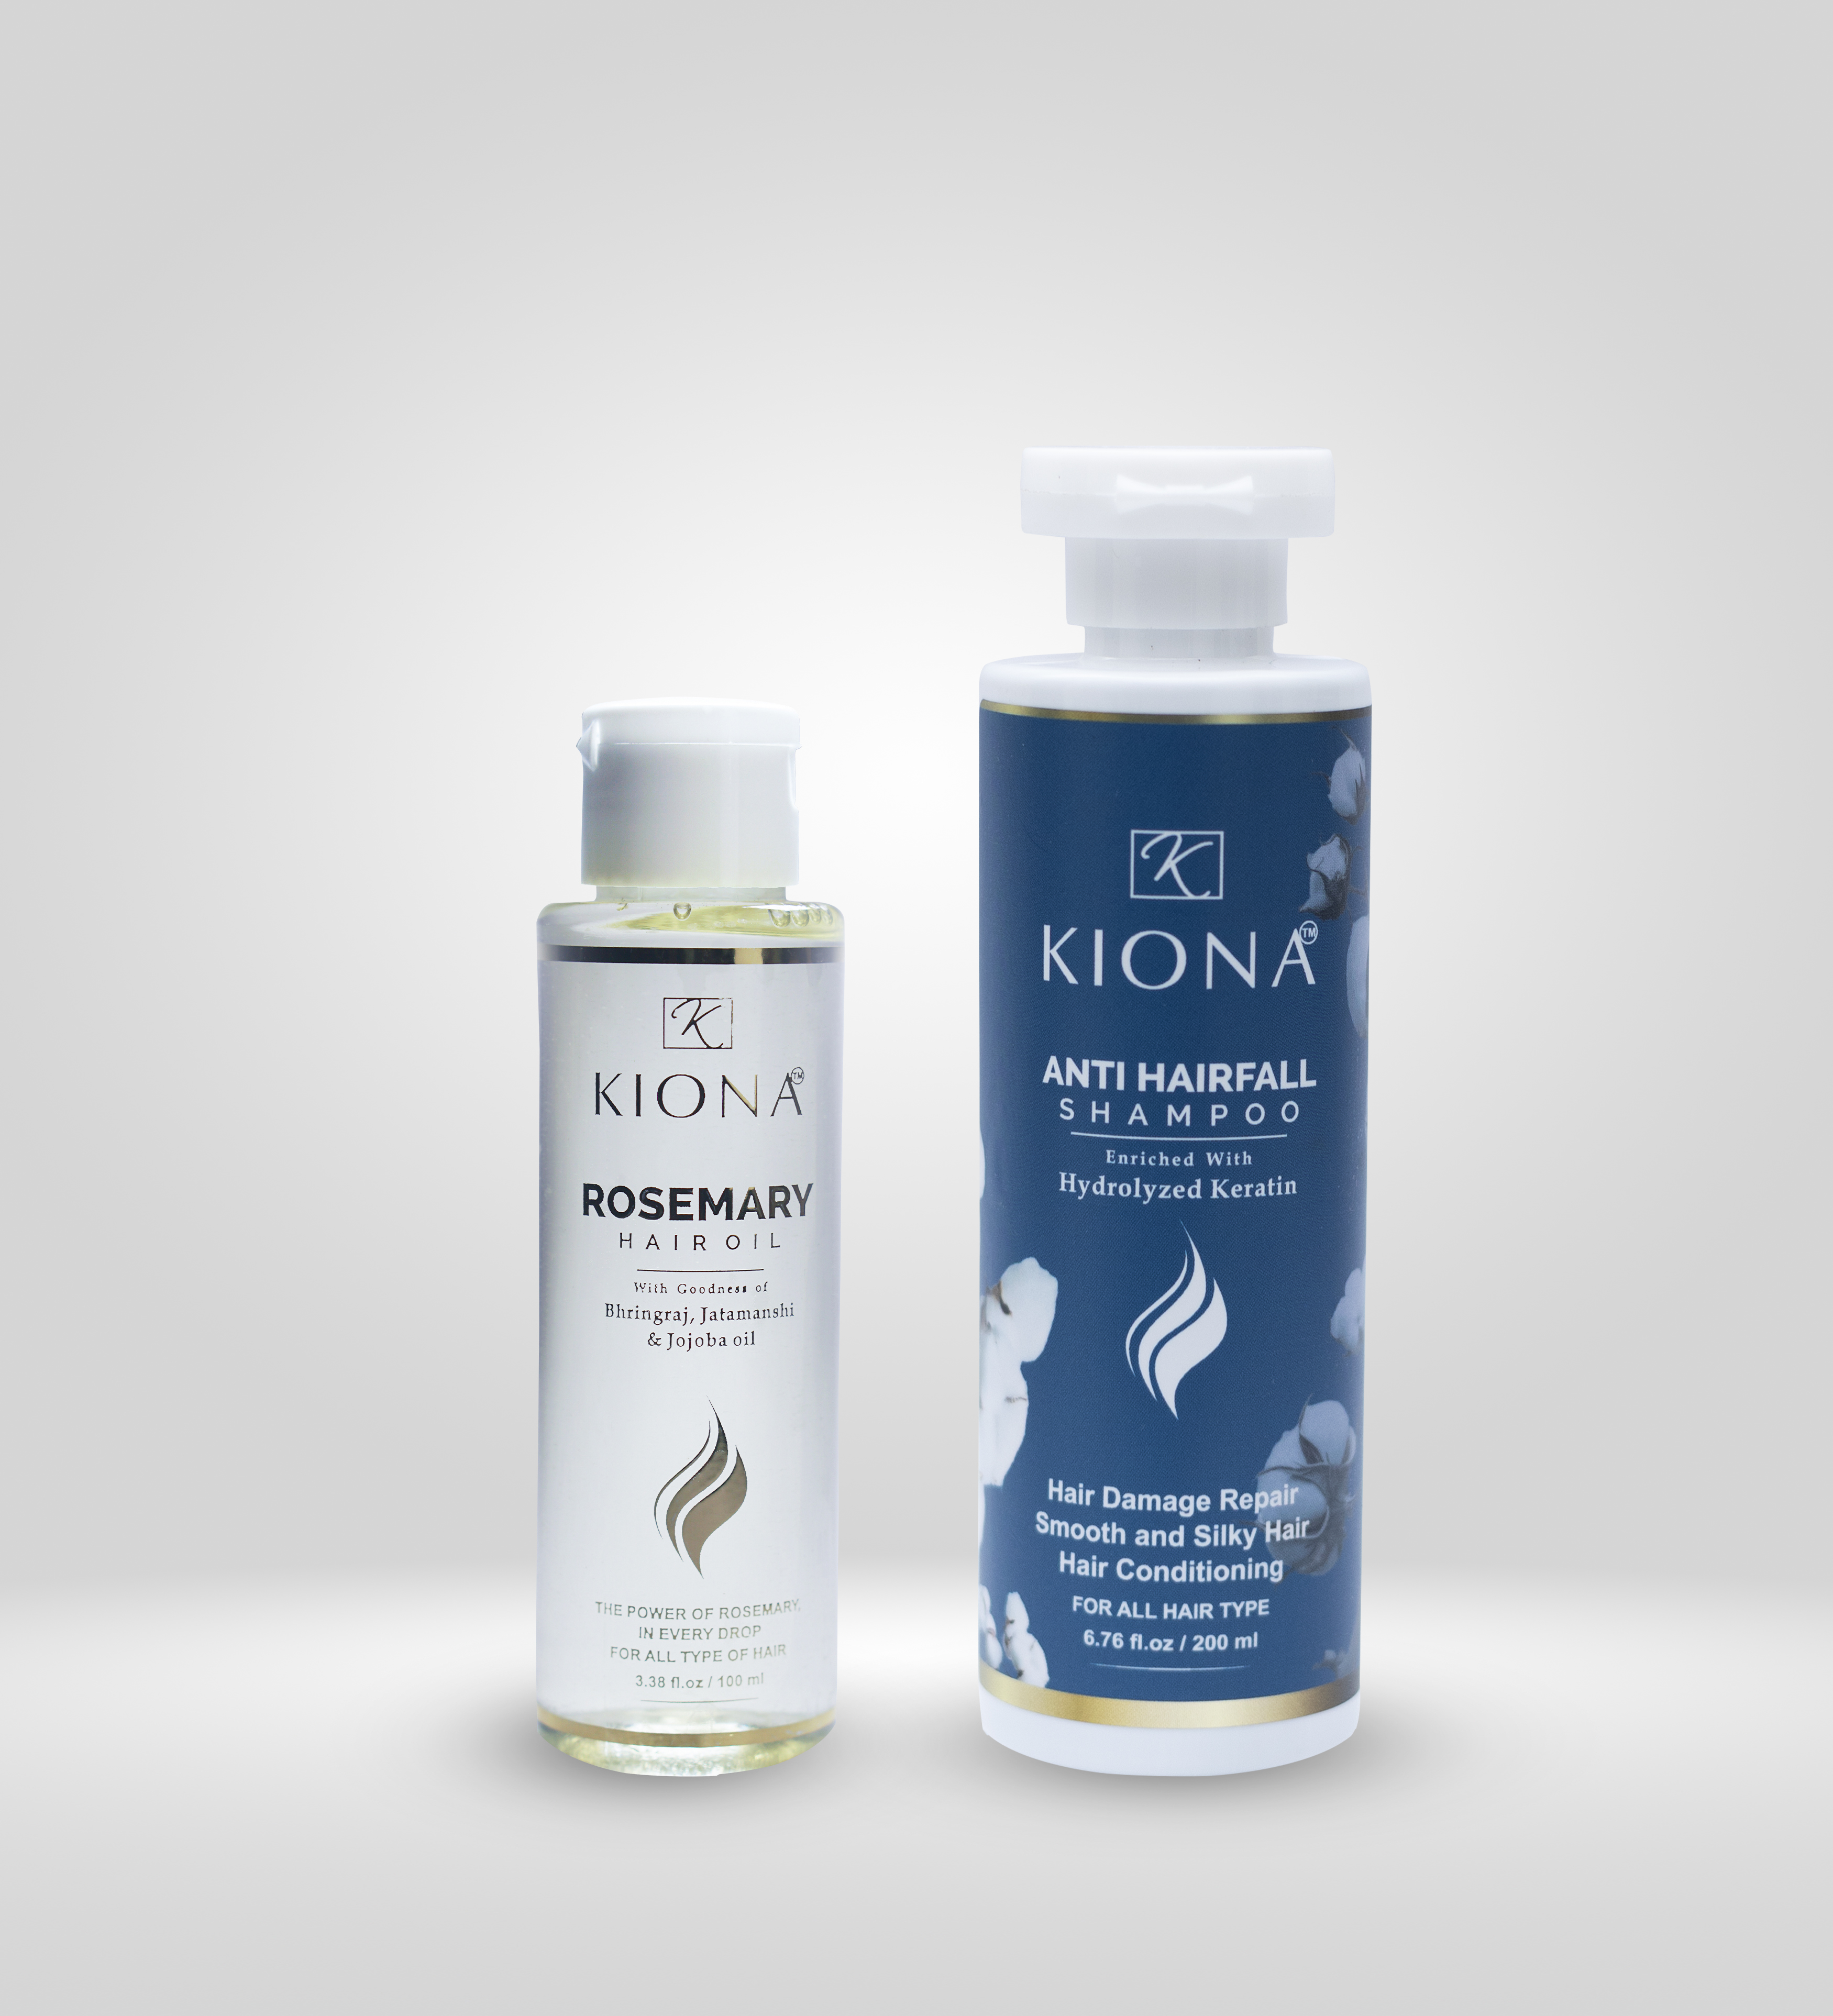 K
KIONA™
ROSEMARY
HAIR OIL
With Goodness of
Bhringraj, Jatamanshi
& Jojoba oil
THE POWER OF ROSEMARY,
IN EVERY DROP
FOR ALL TYPE OF HAIR
3.38 fl.oz / 100 ml
K
KIONA™
ANTI HAIRFALL
SHAMPOO
Enriched With
Hydrolyzed Keratin
Hair Damage Repair
Smooth and Silky Hair
Hair Conditioning
FOR ALL HAIR TYPE
6.76 fl.oz / 200 ml